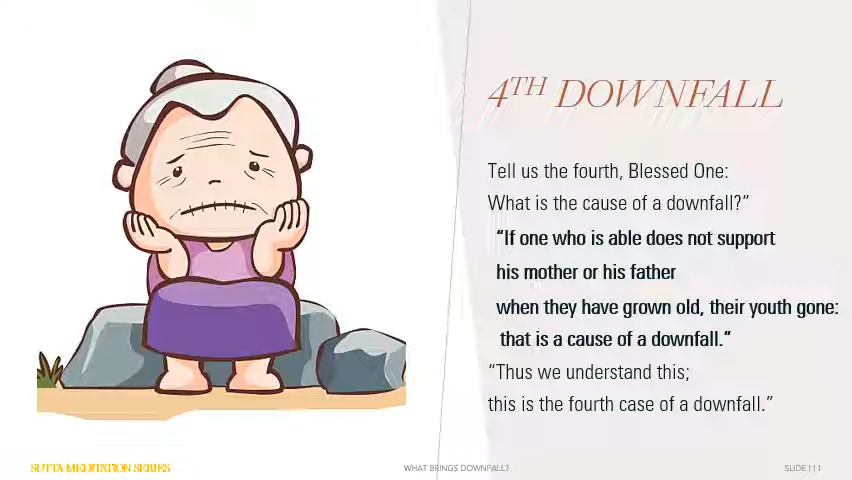 4TH DOWNFALL
Tell us the fourth, Blessed One:
What is the cause of a downfall?”
“If one who is able does not support
his mother or his father
when they have grown old, their youth gone:
that is a cause of a downfall.”
“Thus we understand this;
this is the fourth case of a downfall.”
SUTTA MEDITATION SERIES
WHAT BRINGS DOWNFALL?
SLIDE111